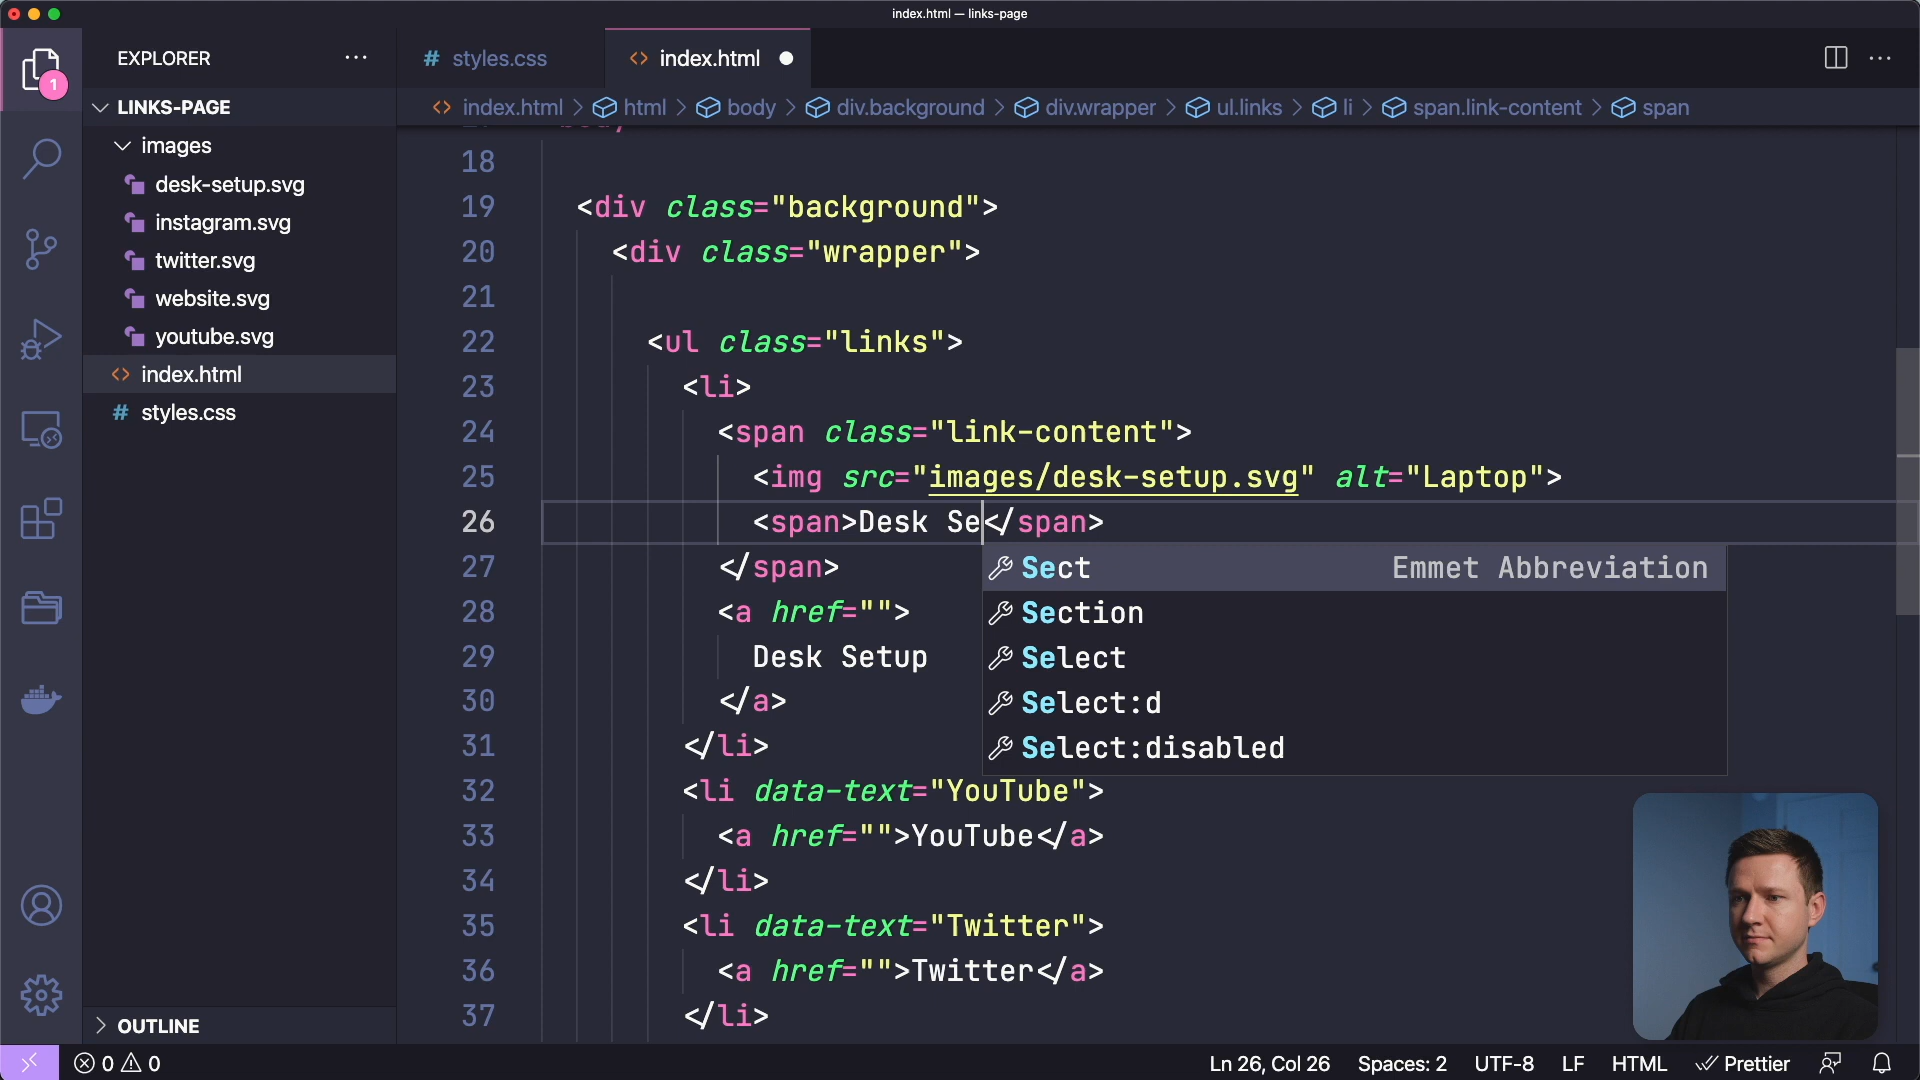 index.html — links-page
EXPLORER
# styles.css
<> index.html
1
LINKS-PAGE
<> index.html > html > body > div.background > div.wrapper > ul.links > li > span.link-content > span
images
desk-setup.svg
instagram.svg
twitter.svg
website.svg
youtube.svg
<> index.html
# styles.css
18
19 <div class="background">
20 <div class="wrapper">
21
22 <ul class="links">
23 <li>
24 <span class="link-content">
25 <img src="images/desk-setup.svg" alt="Laptop">
26 <span>Desk Se</span>
27 </span>
28 <a href="">
29 Desk Setup
30 </a>
31 </li>
32 <li data-text="YouTube">
33 <a href="">YouTube</a>
34 </li>
35 <li data-text="Twitter">
36 <a href="">Twitter</a>
37 </li>
Sect Emmet Abbreviation
Section
Select
Select:d
Select:disabled
OUTLINE
0 0
Ln 26, Col 26 Spaces: 2 UTF-8 LF HTML Prettier